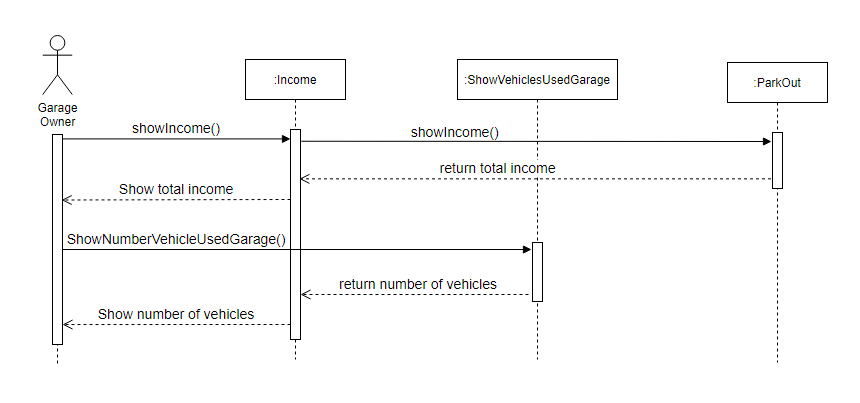 :Income
:ShowVehiclesUsedGarage
:ParkOut
Garage
Owner
showIncome()
showIncome()
return total income
Show total income
ShowNumberVehicleUsedGarage()
return number of vehicles
Show number of vehicles